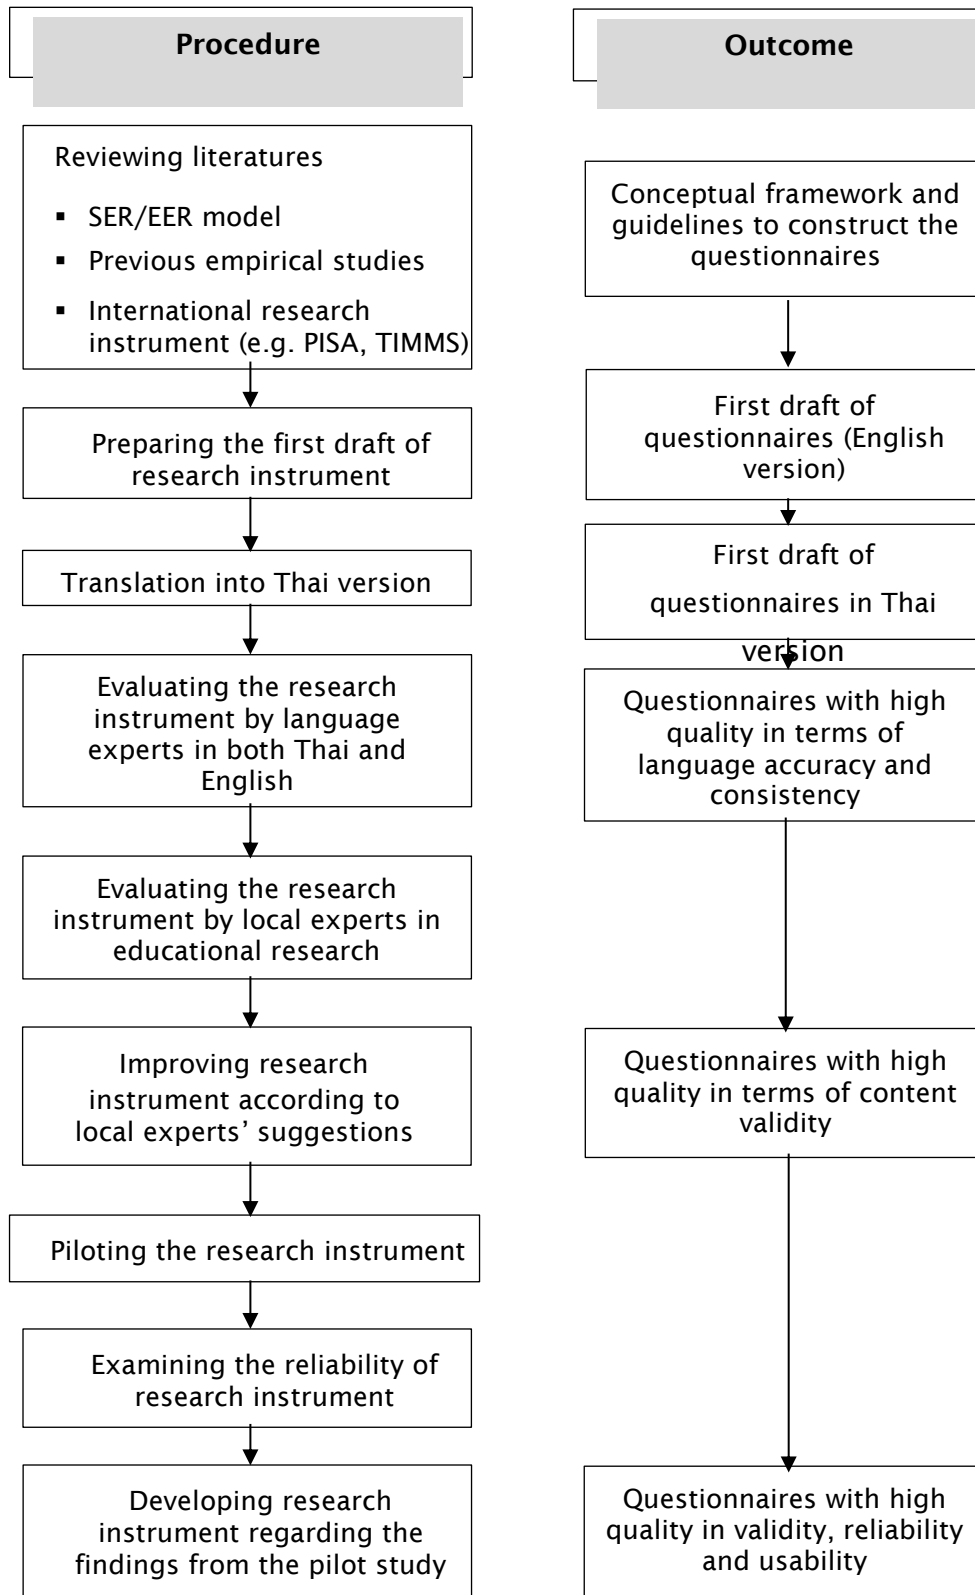 Procedure
Reviewing literatures
▪ SER/EER model
▪ Previous empirical studies
▪ International research
instrument (e.g. PISA, TIMMS)
Preparing the first draft of
research instrument
Translation into Thai version
Evaluating the research
instrument by language
experts in both Thai and
English
Evaluating the research
instrument by local experts in
educational research
Improving research
instrument according to
local experts’ suggestions
Piloting the research instrument
Examining the reliability of
research instrument
Developing research
instrument regarding the
findings from the pilot study
Outcome
Conceptual framework and
guidelines to construct the
questionnaires
First draft of
questionnaires (English
version)
First draft of
questionnaires in Thai
version
Questionnaires with high
quality in terms of
language accuracy and
consistency
Questionnaires with high
quality in terms of content
validity
Questionnaires with high
quality in validity, reliability
and usability